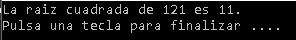 La raiz cuadrada de 121 es 11.
Pulsa una tecla para finalizar ....